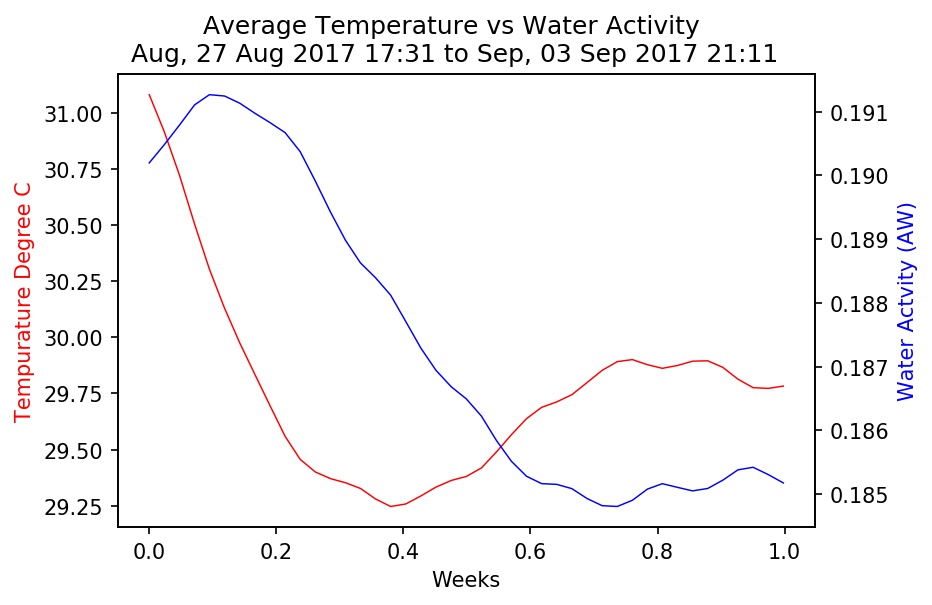 Average Temperature vs Water Activity
Aug, 27 Aug 2017 17:31 to Sep, 03 Sep 2017 21:11
31.00
30.75
30.50
30.25
30.00
29.75
29.50
29.25
Tempurature Degree C
0.191
0.190
0.189
0.188
0.187
0.186
0.185
Water Actvity (AW)
0.0 0.2 0.4 0.6 0.8 1.0
Weeks